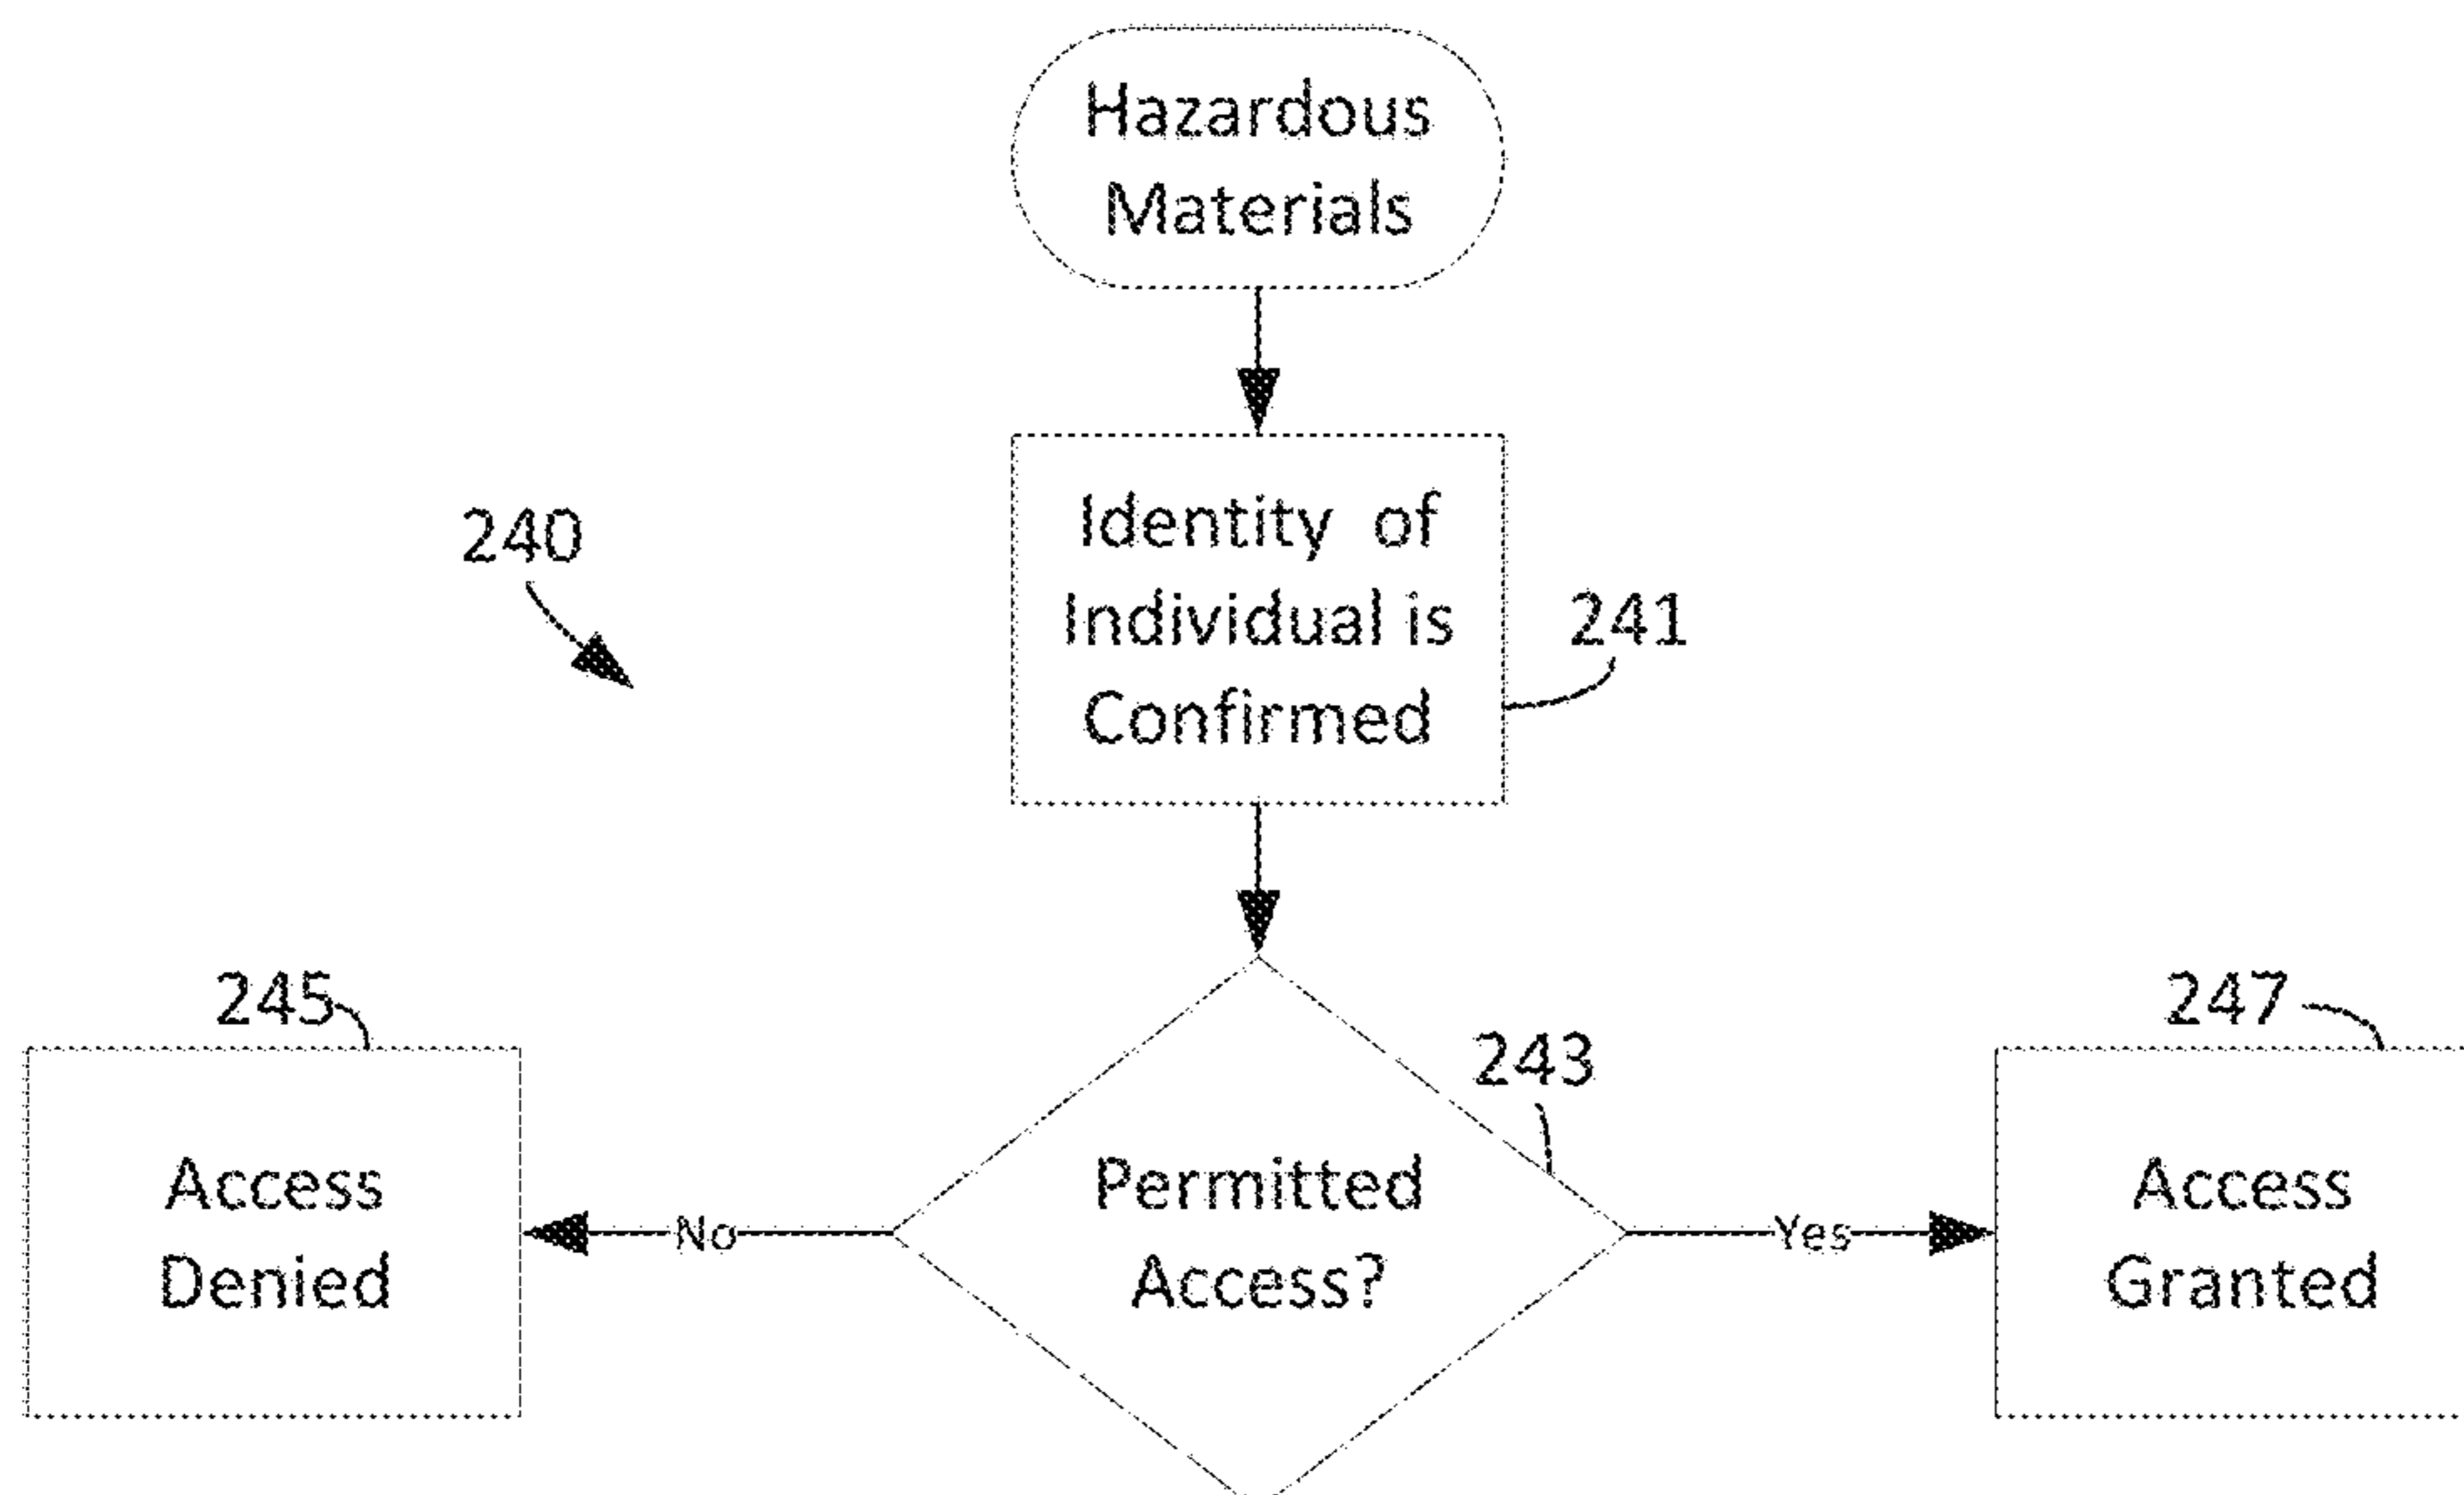 Hazardous
Materials
240
Identity of
Individual is
Confirmed
241
245
243
247
Access
Denied
No
Permitted
Access?
Yes
Access
Granted